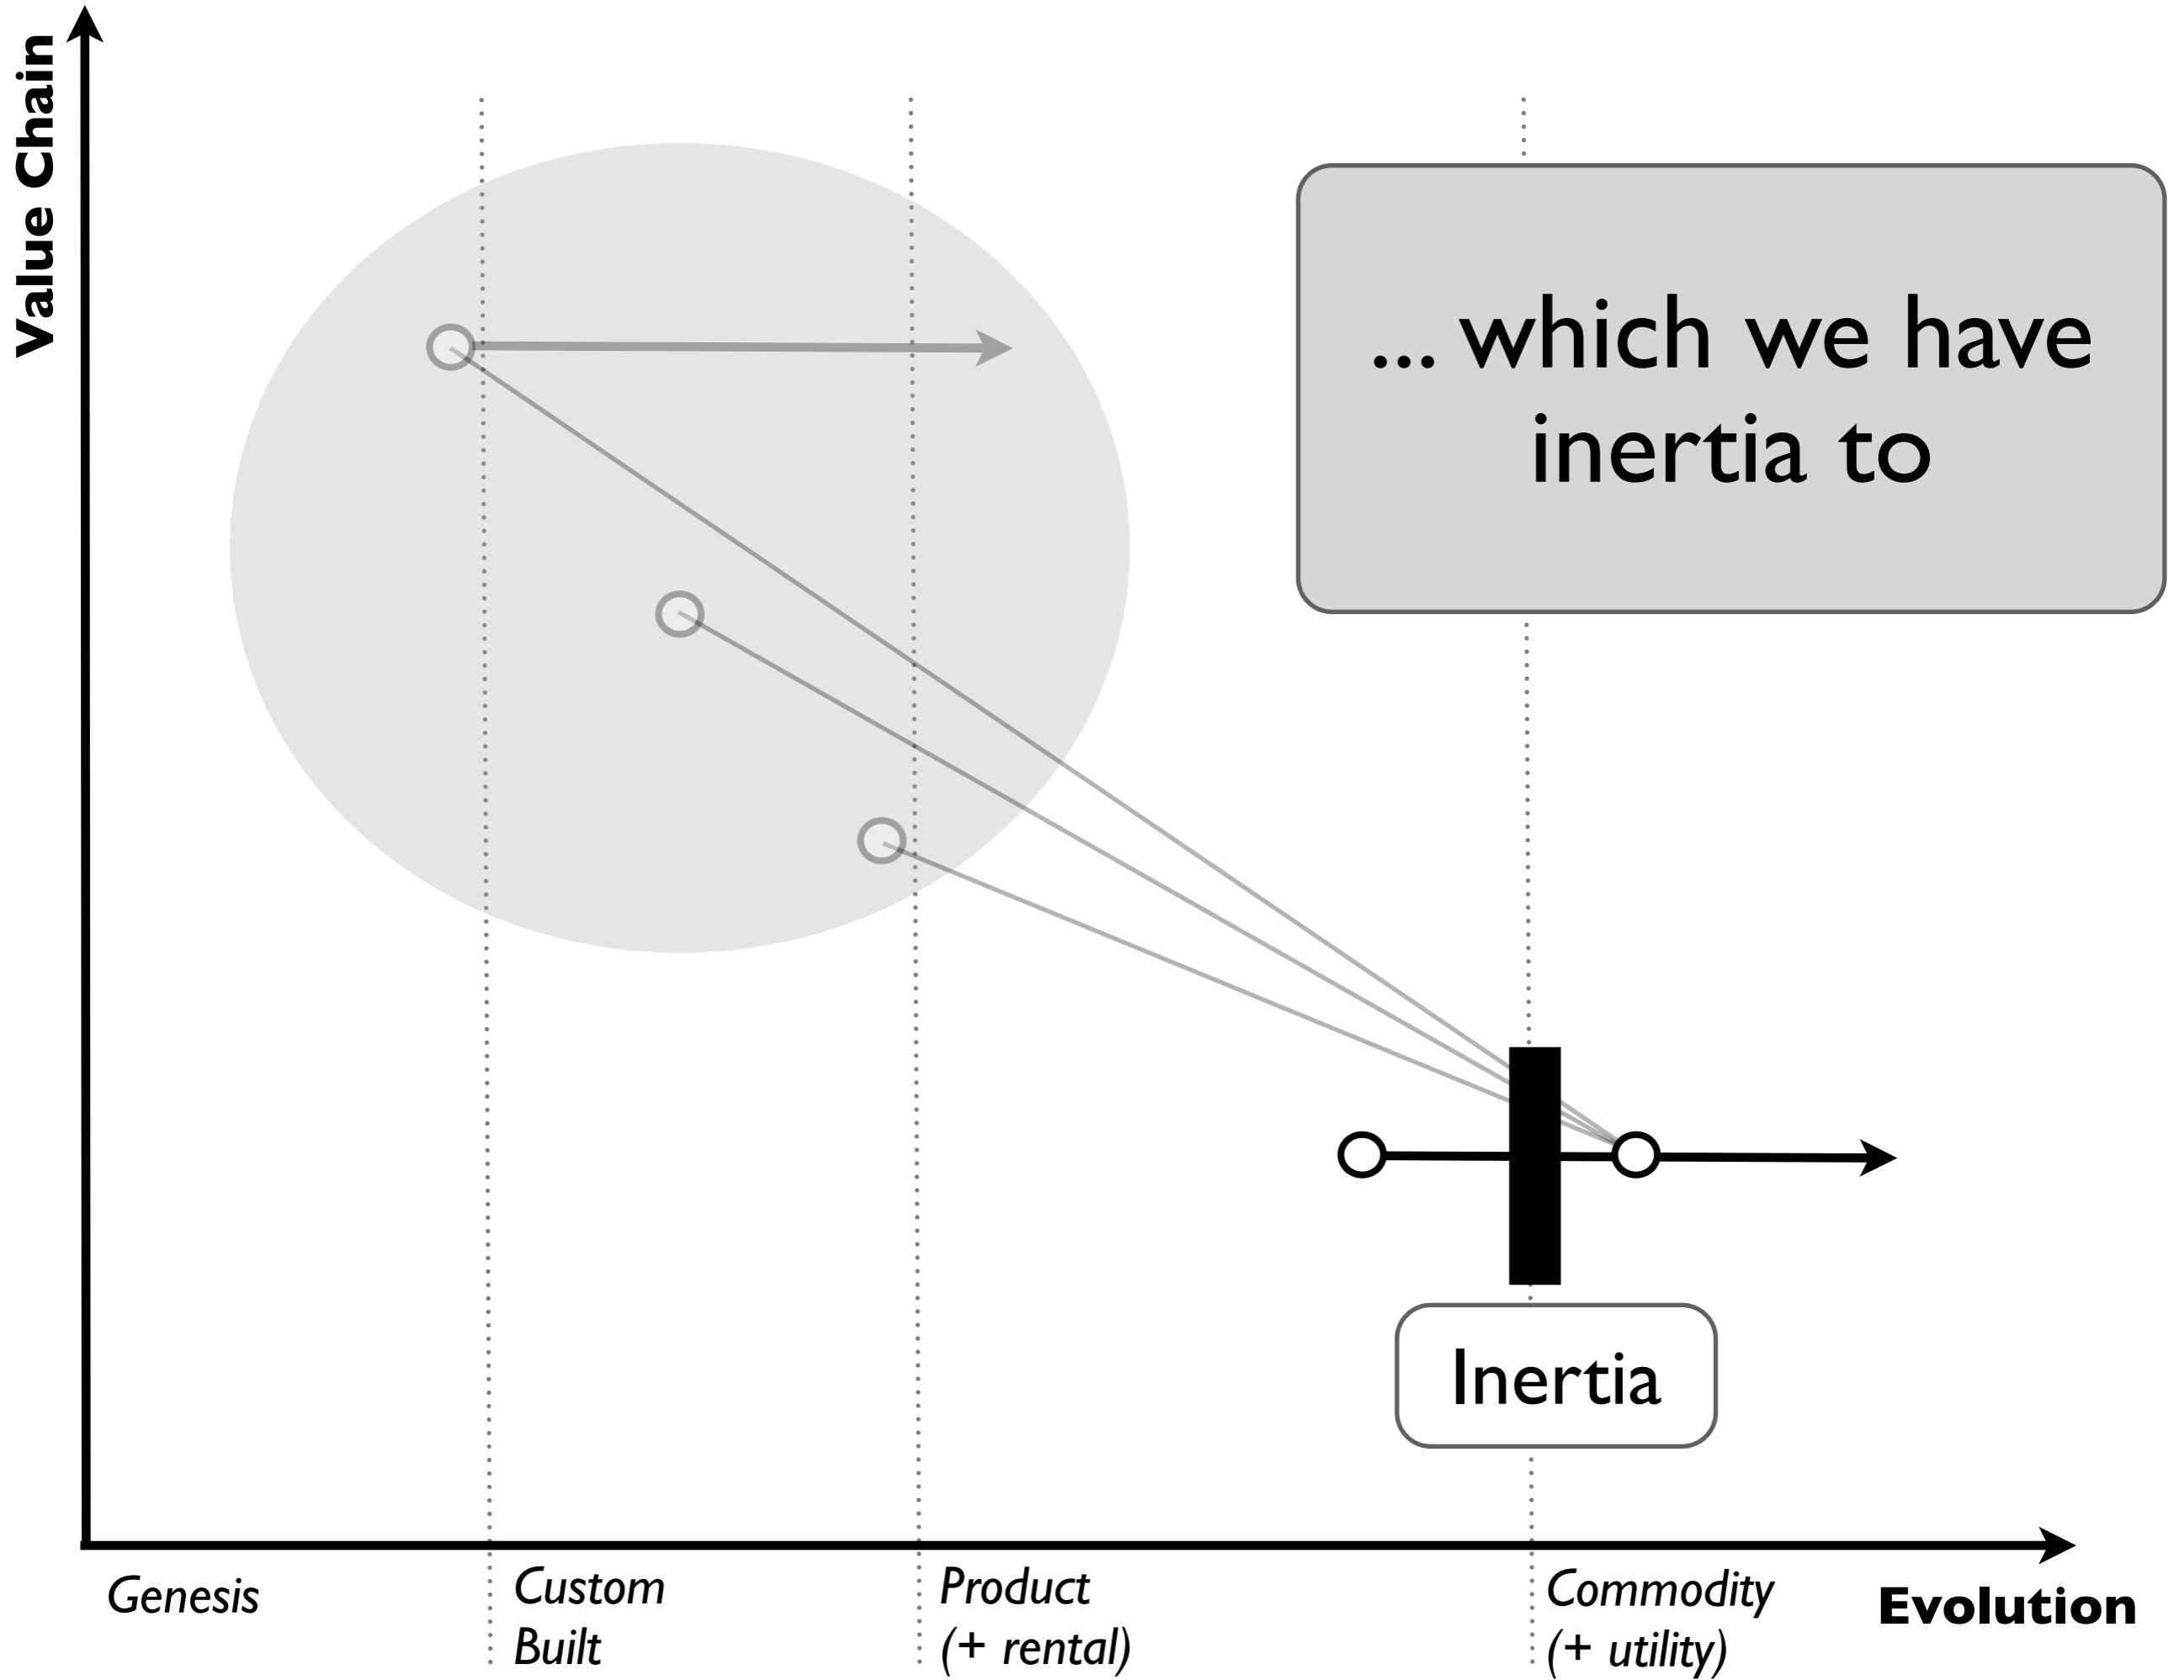 Value Chain
... which we have
inertia to
Inertia
Genesis
Custom
Built
Product
(+ rental)
Commodity
(+ utility)
Evolution